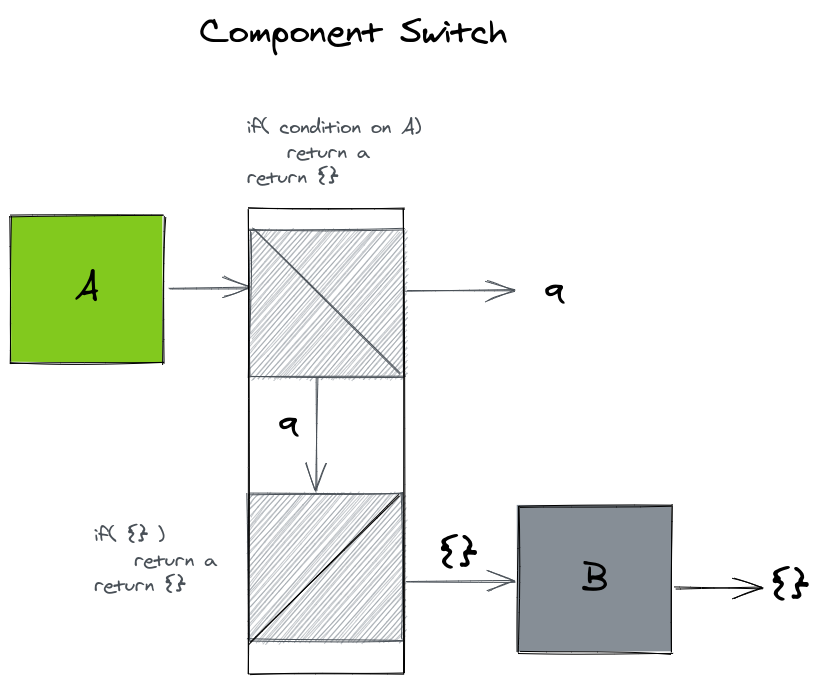 Component Switch
if( condition on A)
return a
return {}
A
a
a
if( {} )
return a
return {}
{}
B
{}